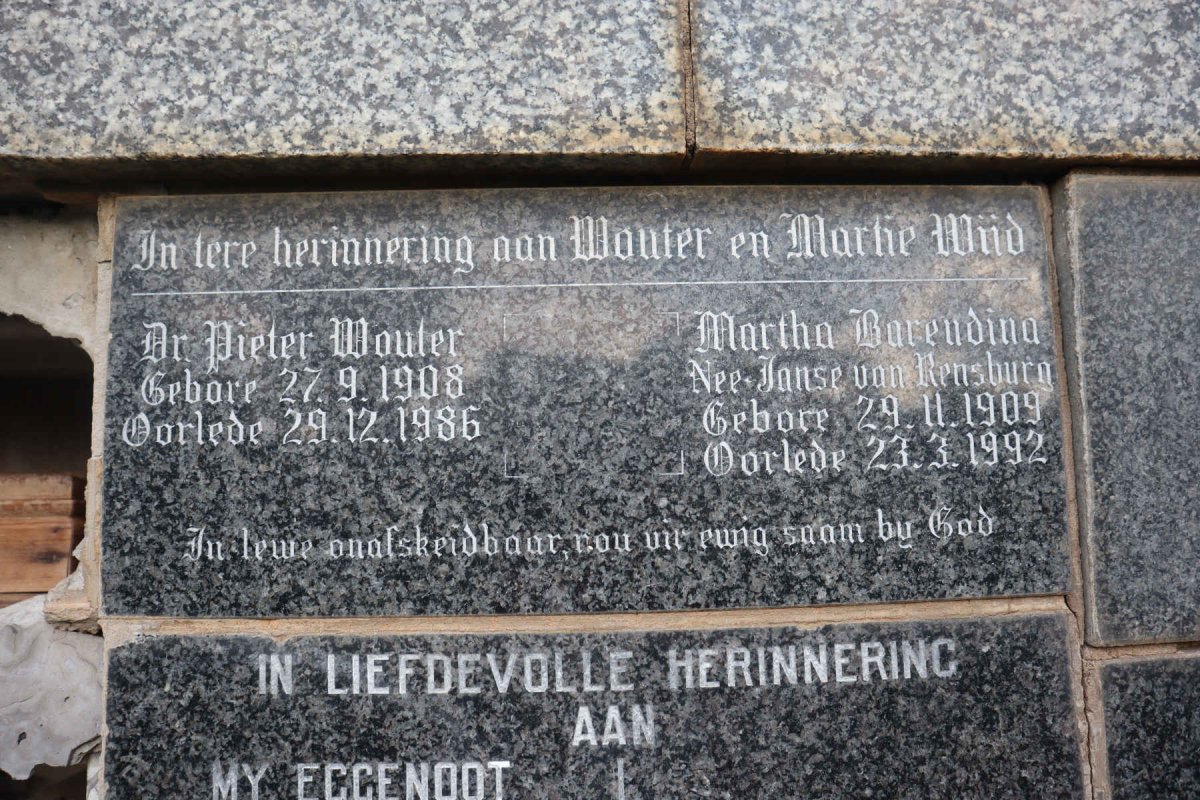 In tere herinnering aan Wouter en Martie Wiid
Dr. Pieter Wouter
Gebore 27. 9. 1908
Oorlede 29. 12. 1986
Martha Barendina
Nee-Janse van Rensburg
Gebore 29. 11. 1909
Oorlede 23. 3. 1992
In lewe onafskeidbaar, nou vir ewig saam by God
IN LIEFDEVOLLE HERINNERING
AAN
MY EGGENOOT